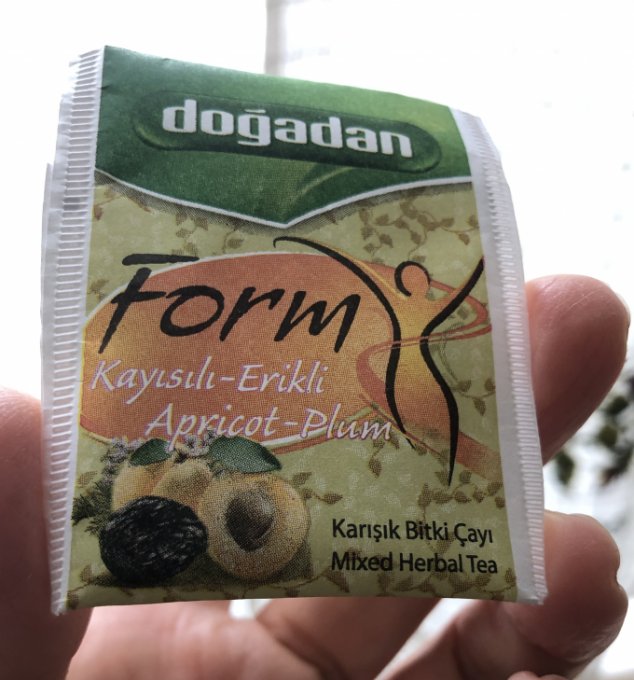 doğadan
Form
Kayısılı-Erikli
Apricot-Plum
Karışık Bitki Çayı
Mixed Herbal Tea